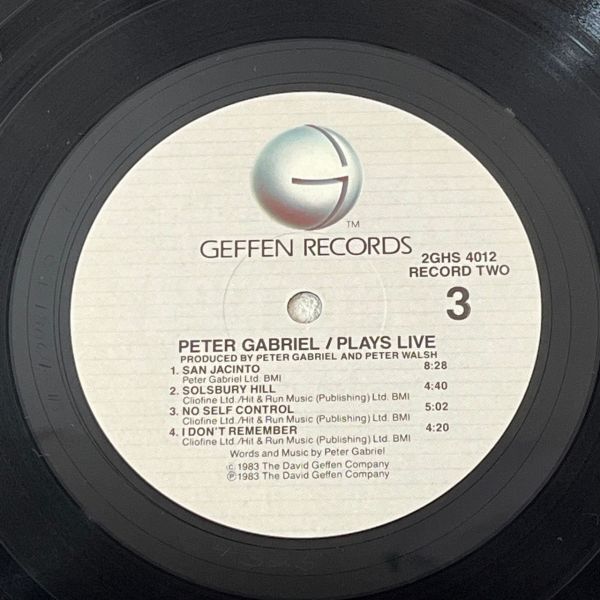 TM
GEFFEN RECORDS
2GHS 4012
RECORD TWO
3
PETER GABRIEL / PLAYS LIVE
PRODUCED BY PETER GABRIEL AND PETER WALSH
1. SAN JACINTO 8:28
Peter Gabriel Ltd. BMI
2. SOLSBURY HILL 4:40
Cliofine Ltd./Hit & Run Music (Publishing) Ltd. BMI
3. NO SELF CONTROL 5:02
Cliofine Ltd./Hit & Run Music (Publishing) Ltd. BMI
4. I DON'T REMEMBER 4:20
Cliofine Ltd./Hit & Run Music (Publishing) Ltd. BMI
Words and Music by Peter Gabriel
© 1983 The David Geffen Company
℗ 1983 The David Geffen Company